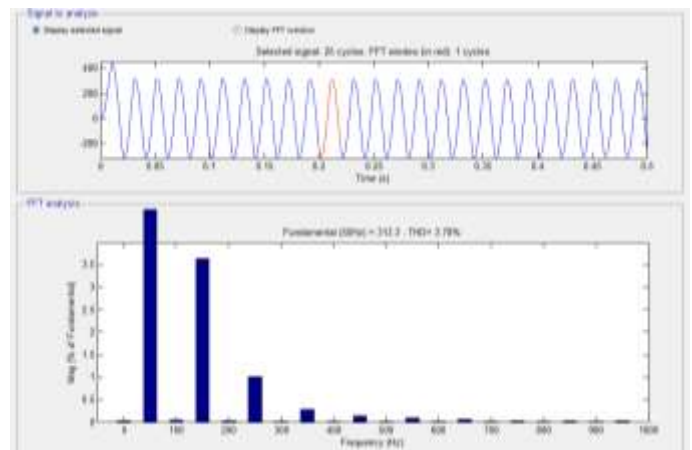 Signal to analyze
Display selected signal
Display FFT window
Selected signal: 25 cycles. FFT window (in red): 1 cycles
400
200
0
-200
0 0.05 0.1 0.15 0.2 0.25 0.3 0.35 0.4 0.45 0.5
Time (s)
FFT analysis
Fundamental (50Hz) = 313.3 , THD= 3.78%
3.5
3
2.5
2
1.5
1
0.5
0
Mag (% of Fundamental)
0 100 200 300 400 500 600 700 800 900 1000
Frequency (Hz)